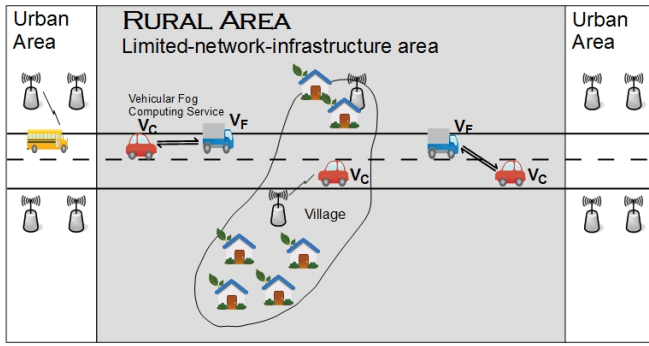 Urban
Area
RURAL AREA
Limited-network-infrastructure area
Urban
Area
Vehicular Fog
Computing Service
VC
VF
VF
VC
VC
Village